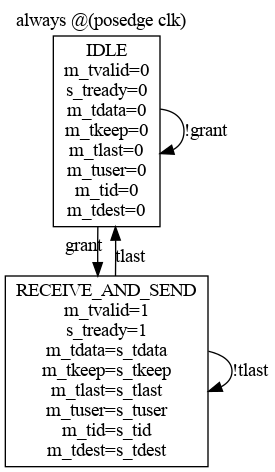 always @(posedge clk)
IDLE
m_tvalid=0
s_tready=0
m_tdata=0
m_tkeep=0
m_tlast=0
m_tuser=0
m_tid=0
m_tdest=0
!grant
grant
tlast
RECEIVE_AND_SEND
m_tvalid=1
s_tready=1
m_tdata=s_tdata
m_tkeep=s_tkeep
m_tlast=s_tlast
m_tuser=s_tuser
m_tid=s_tid
m_tdest=s_tdest
!tlast